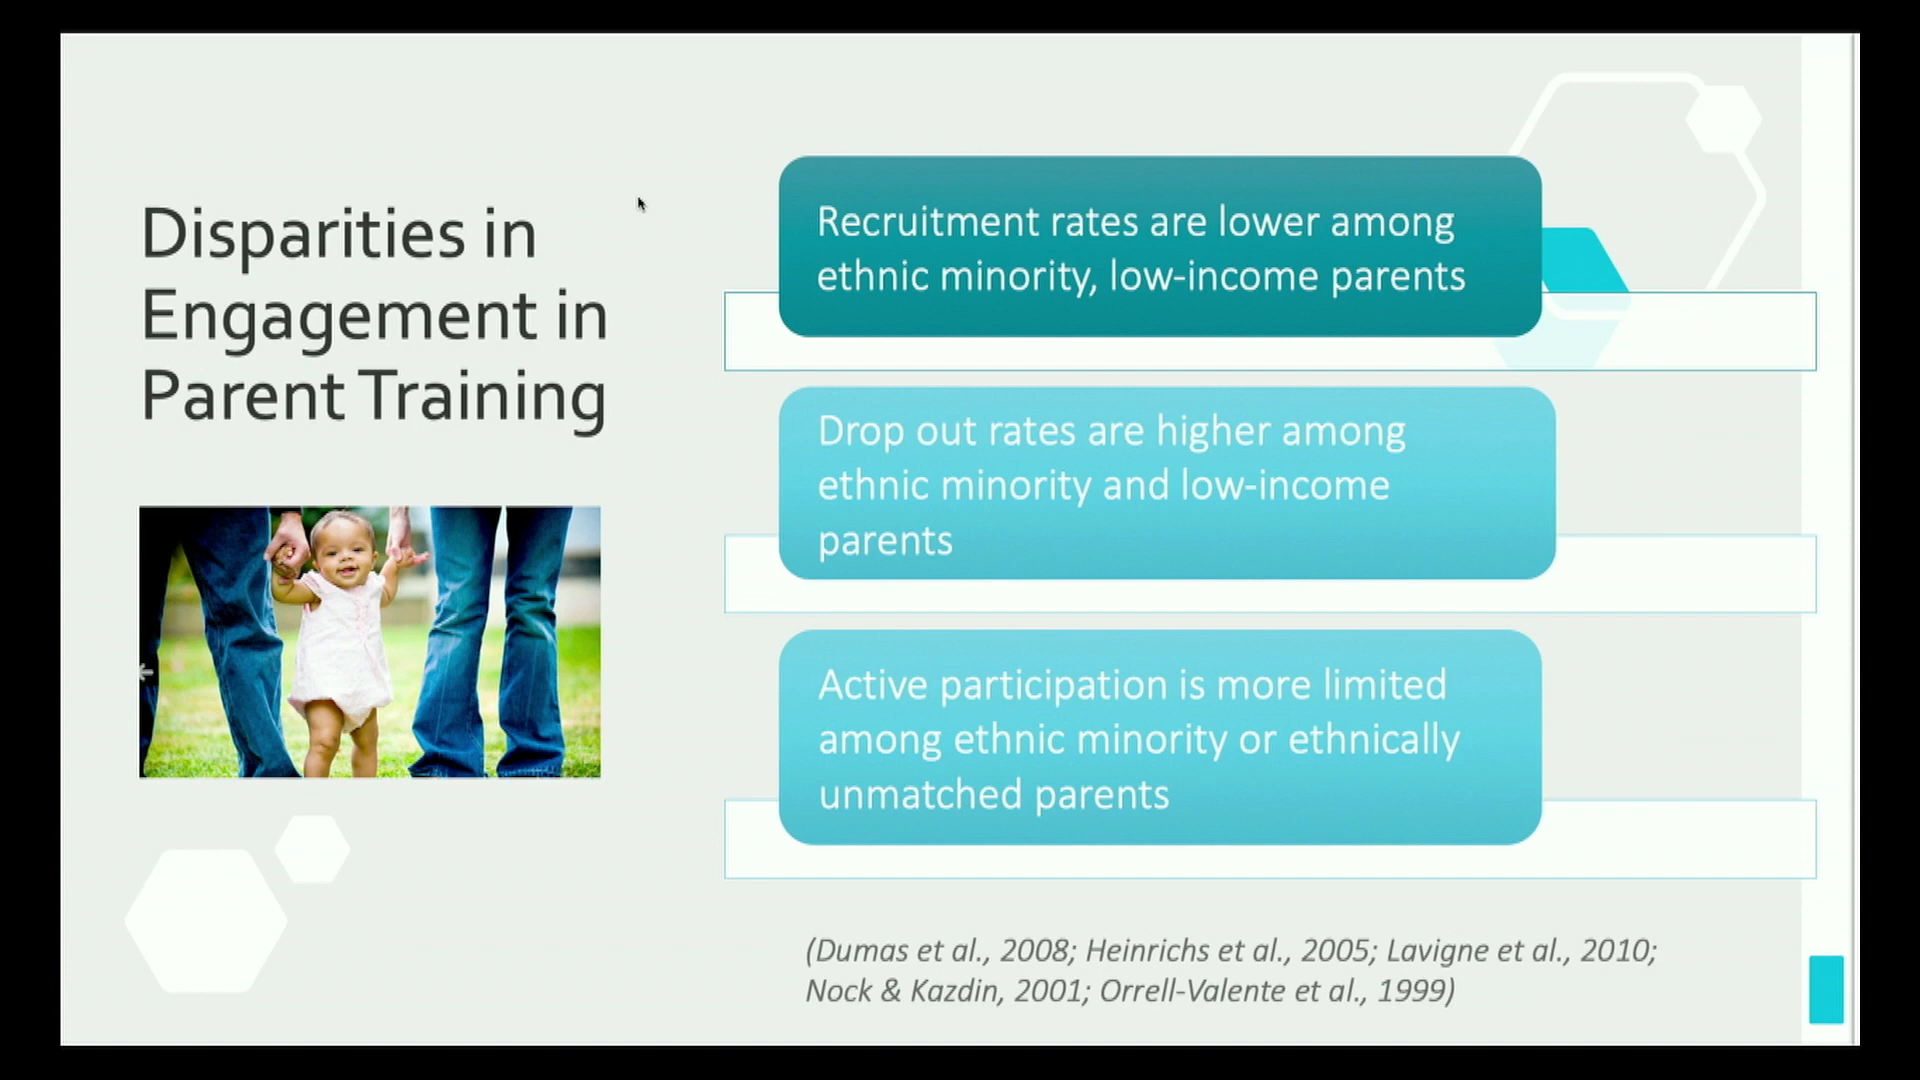 Disparities in
Engagement in
Parent Training
Recruitment rates are lower among
ethnic minority, low-income parents
Drop out rates are higher among
ethnic minority and low-income
parents
Active participation is more limited
among ethnic minority or ethnically
unmatched parents
(Dumas et al., 2008; Heinrichs et al., 2005; Lavigne et al., 2010;
Nock & Kazdin, 2001; Orrell-Valente et al., 1999)